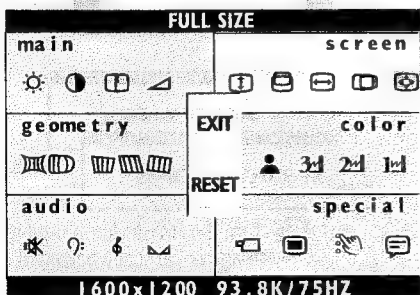 FULL SIZE
main
screen
geometry
EXIT
color
RESET
audio
special
1600x1200 93.8K/75HZ